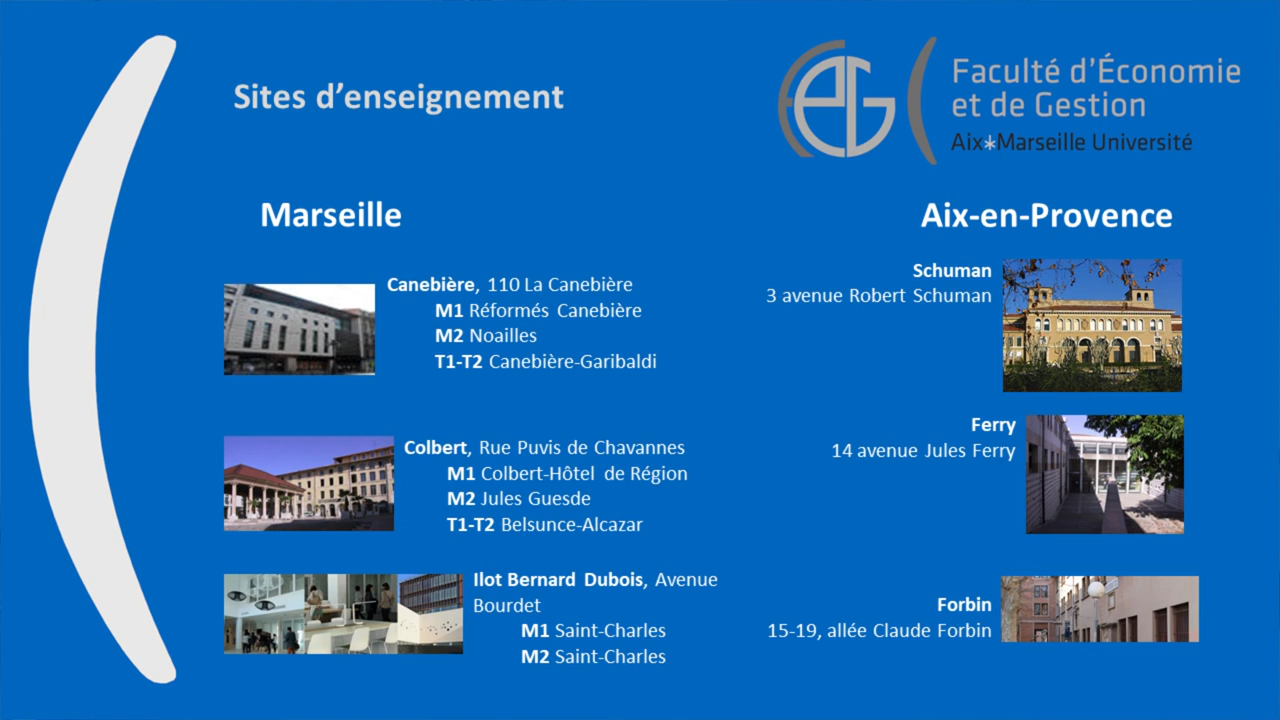 Sites d'enseignement
FEG
Faculté d'Économie
et de Gestion
Aix*Marseille Université
Marseille
Canebière, 110 La Canebière
M1 Réformés Canebière
M2 Noailles
T1-T2 Canebière-Garibaldi
Colbert, Rue Puvis de Chavannes
M1 Colbert-Hôtel de Région
M2 Jules Guesde
T1-T2 Belsunce-Alcazar
Ilot Bernard Dubois, Avenue
Bourdet
M1 Saint-Charles
M2 Saint-Charles
Aix-en-Provence
Schuman
3 avenue Robert Schuman
Ferry
14 avenue Jules Ferry
Forbin
15-19, allée Claude Forbin